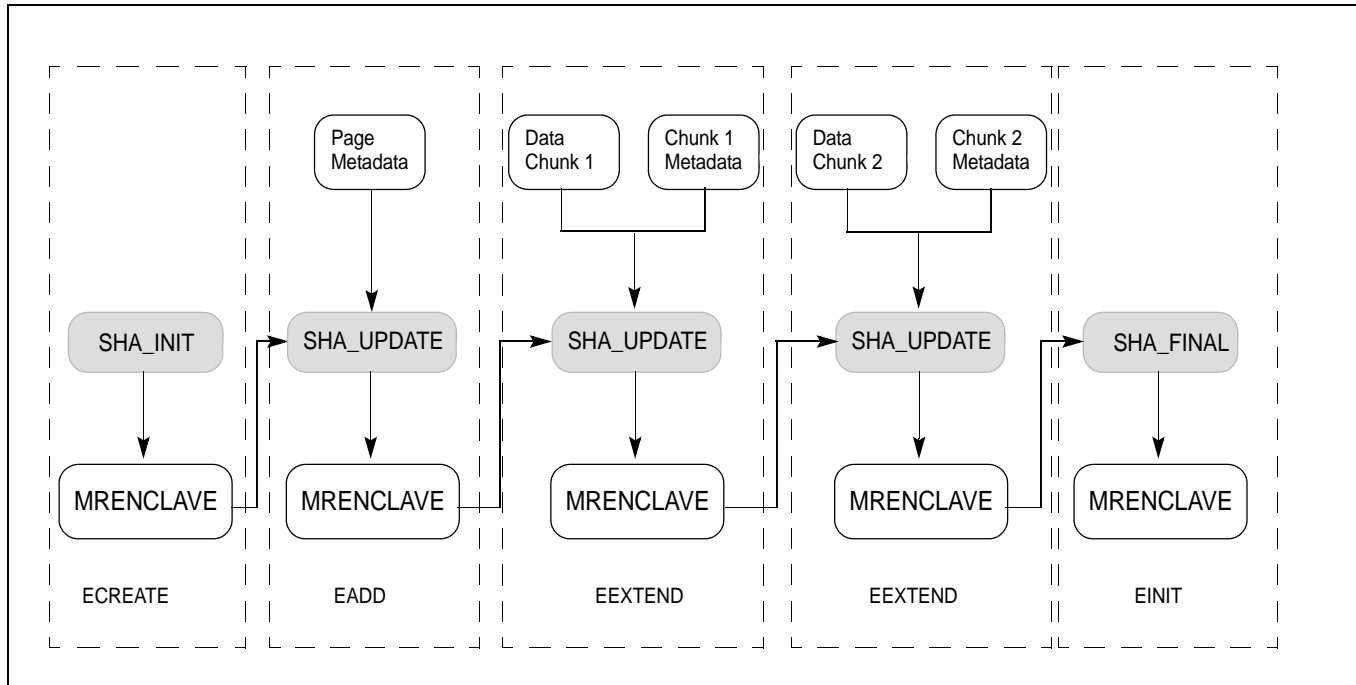 Page
Metadata
Data
Chunk 1
Chunk 1
Metadata
Data
Chunk 2
Chunk 2
Metadata
SHA_INIT
SHA_UPDATE
SHA_UPDATE
SHA_UPDATE
SHA_FINAL
MRENCLAVE
MRENCLAVE
MRENCLAVE
MRENCLAVE
MRENCLAVE
ECREATE
EADD
EEXTEND
EEXTEND
EINIT